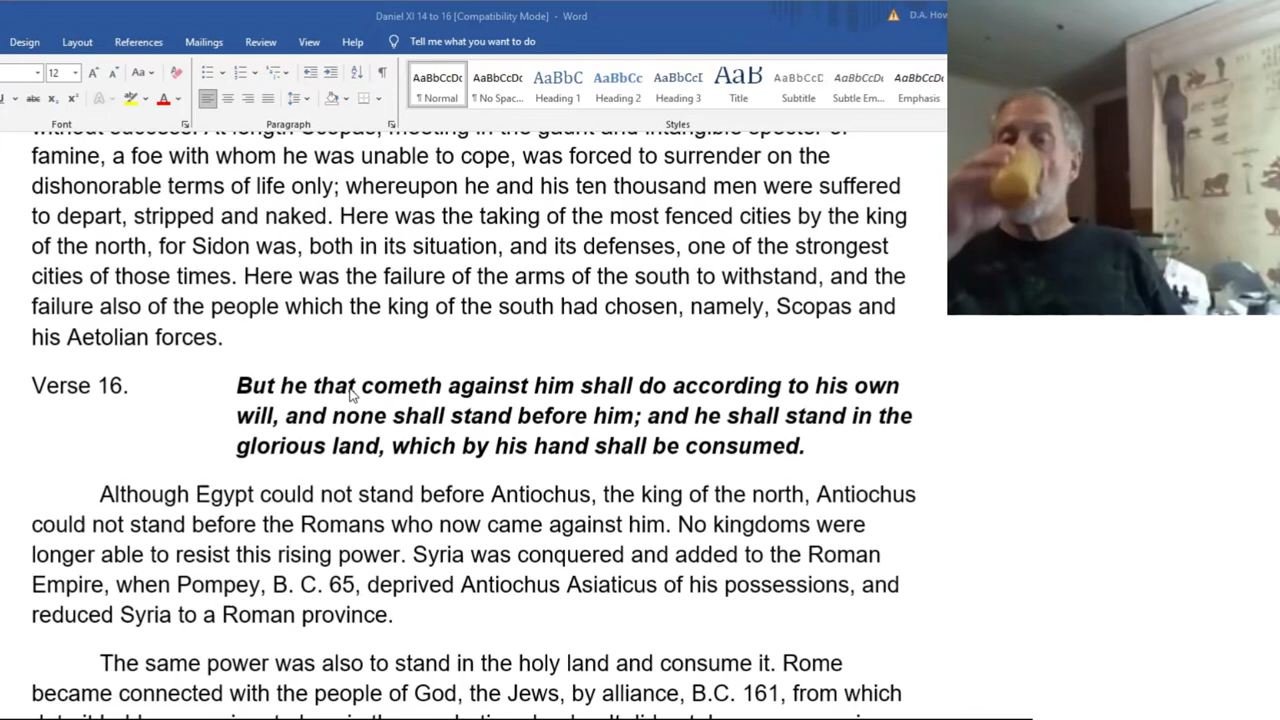 Daniel XI 14 to 16 [Compatibility Mode] - Word
D.A. Hov
Design Layout References Mailings Review View Help Tell me what you want to do
12 Aa
AaBbCcDc AaBbCcDc AaBbC AaBbCc AaBbCcD AaB AaBbCcD AaBbCcDc AaBbCcDc
¶ Normal ¶ No Spac... Heading 1 Heading 2 Heading 3 Title Subtitle Subtle Em... Emphasis
Font Paragraph Styles
famine, a foe with whom he was unable to cope, was forced to surrender on the
dishonorable terms of life only; whereupon he and his ten thousand men were suffered
to depart, stripped and naked. Here was the taking of the most fenced cities by the king
of the north, for Sidon was, both in its situation, and its defenses, one of the strongest
cities of those times. Here was the failure of the arms of the south to withstand, and the
failure also of the people which the king of the south had chosen, namely, Scopas and
his Aetolian forces.
Verse 16. But he that cometh against him shall do according to his own
will, and none shall stand before him; and he shall stand in the
glorious land, which by his hand shall be consumed.
Although Egypt could not stand before Antiochus, the king of the north, Antiochus
could not stand before the Romans who now came against him. No kingdoms were
longer able to resist this rising power. Syria was conquered and added to the Roman
Empire, when Pompey, B. C. 65, deprived Antiochus Asiaticus of his possessions, and
reduced Syria to a Roman province.
The same power was also to stand in the holy land and consume it. Rome
became connected with the people of God, the Jews, by alliance, B.C. 161, from which